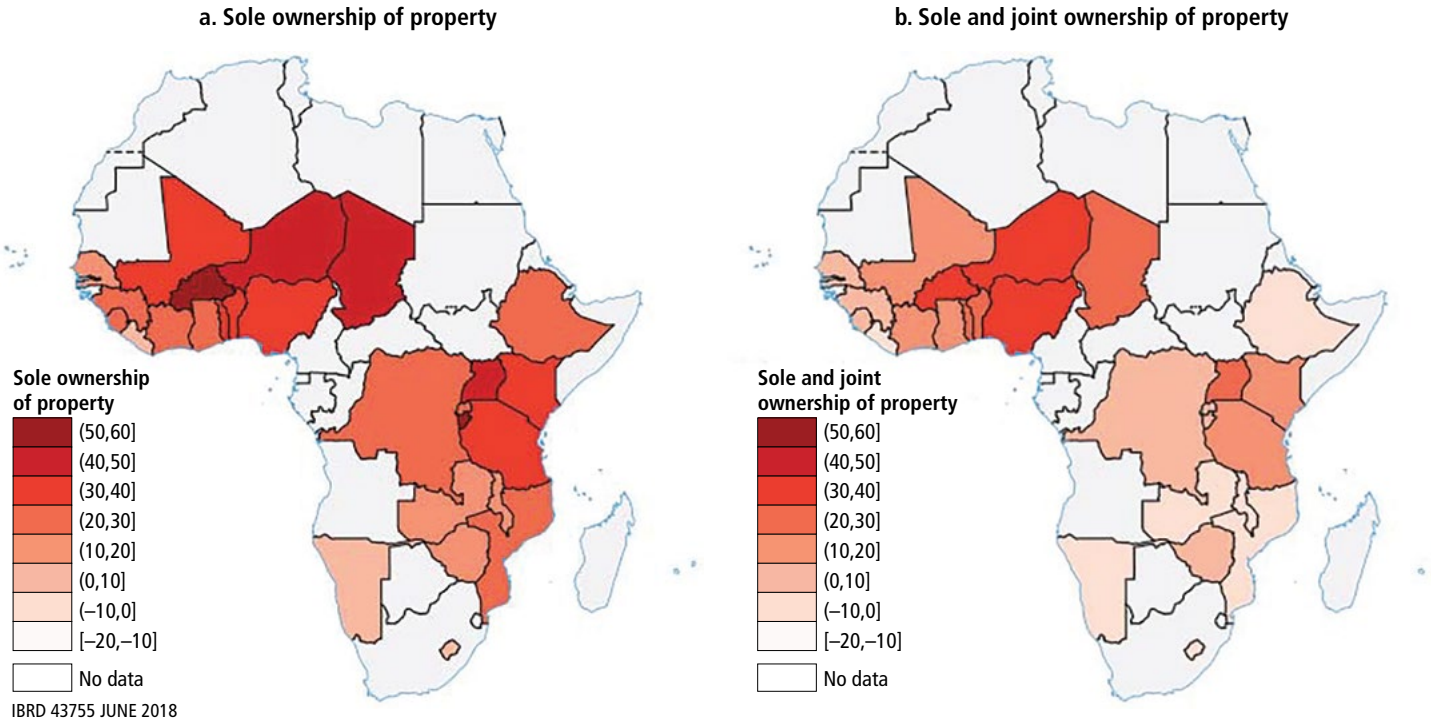 a. Sole ownership of property
Sole ownership
of property
(50,60]
(40,50]
(30,40]
(20,30]
(10,20]
(0,10]
(–10,0]
[–20,–10]
No data
IBRD 43755 JUNE 2018
b. Sole and joint ownership of property
Sole and joint
ownership of property
(50,60]
(40,50]
(30,40]
(20,30]
(10,20]
(0,10]
(–10,0]
[–20,–10]
No data